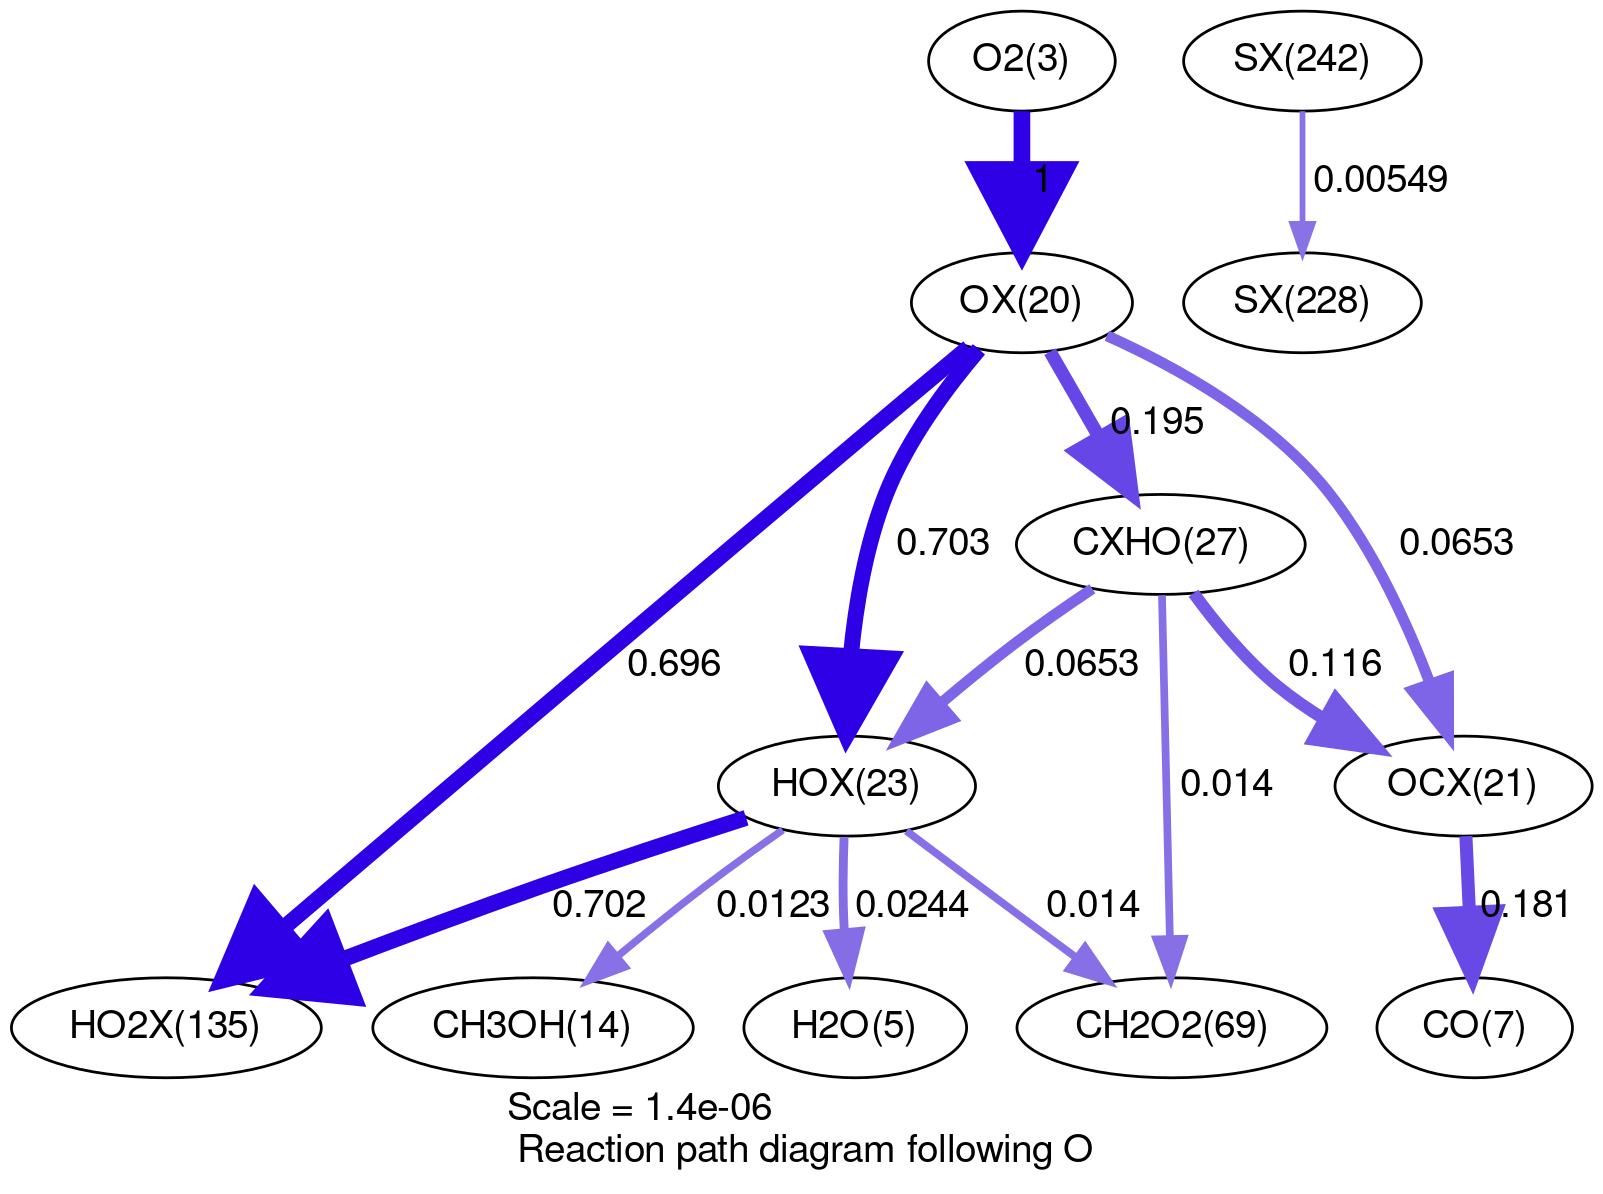 O2(3)
SX(242)
1
0.00549
OX(20)
SX(228)
0.195
0.703
CXHO(27)
0.0653
0.696
0.0653
0.116
HOX(23)
0.014
OCX(21)
0.702
0.0123
0.0244
0.014
0.181
HO2X(135)
CH3OH(14)
H2O(5)
CH2O2(69)
CO(7)
Scale = 1.4e-06
Reaction path diagram following O